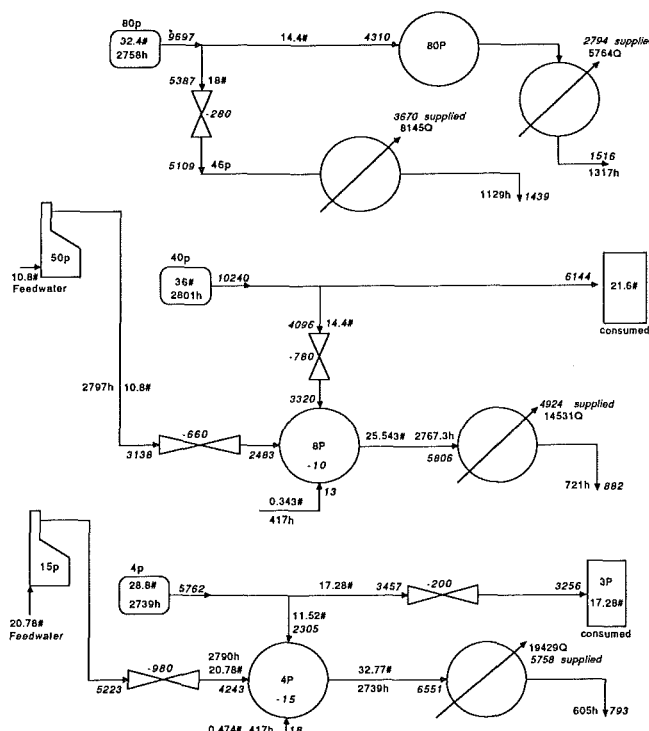 80p
32.4#
2758h
9697
14.4#
4310
80P
2794 supplied
5764Q
5387
18#
-280
5109
46p
3670 supplied
8145Q
1516
1317h
1129h
1439
50p
10.8#
Feedwater
40p
36#
2801h
10240
6144
21.6#
consumed
4096
14.4#
-780
3320
2797h
10.8#
3138
-660
2483
8P
-10
25.543#
2767.3h
5806
4924 supplied
14531Q
0.343#
417h
13
721h
882
15p
20.78#
Feedwater
4p
28.8#
2739h
5762
17.28#
3457
-200
3256
3P
17.28#
consumed
11.52#
2305
5223
-980
2790h
20.78#
4243
4P
-15
32.77#
2739h
6551
19429Q
5758 supplied
0.474#
417h
18
605h
793